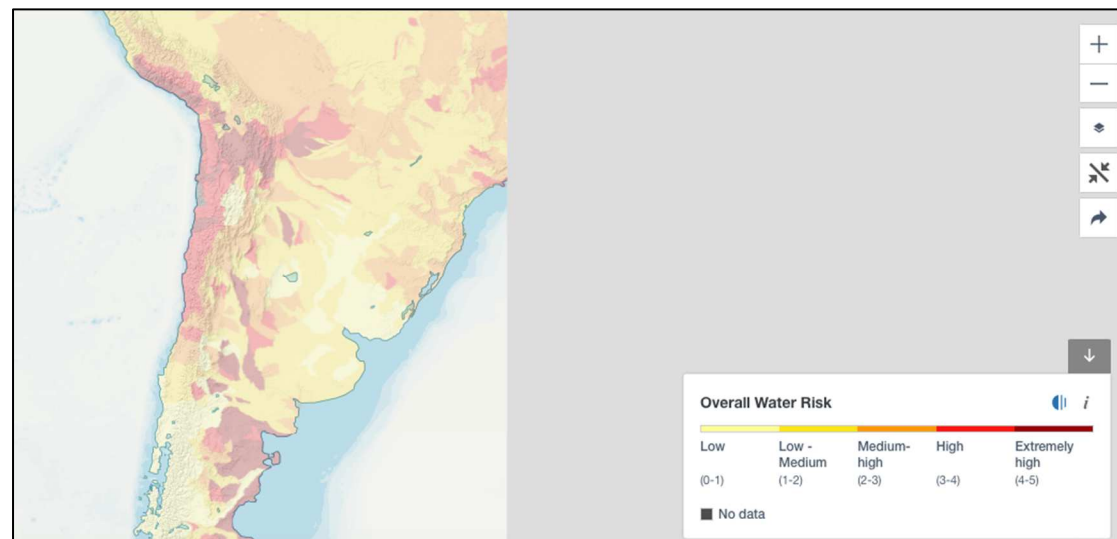 Overall Water Risk i
Low Low - Medium Medium-high High Extremely high
(0-1) (1-2) (2-3) (3-4) (4-5)
No data